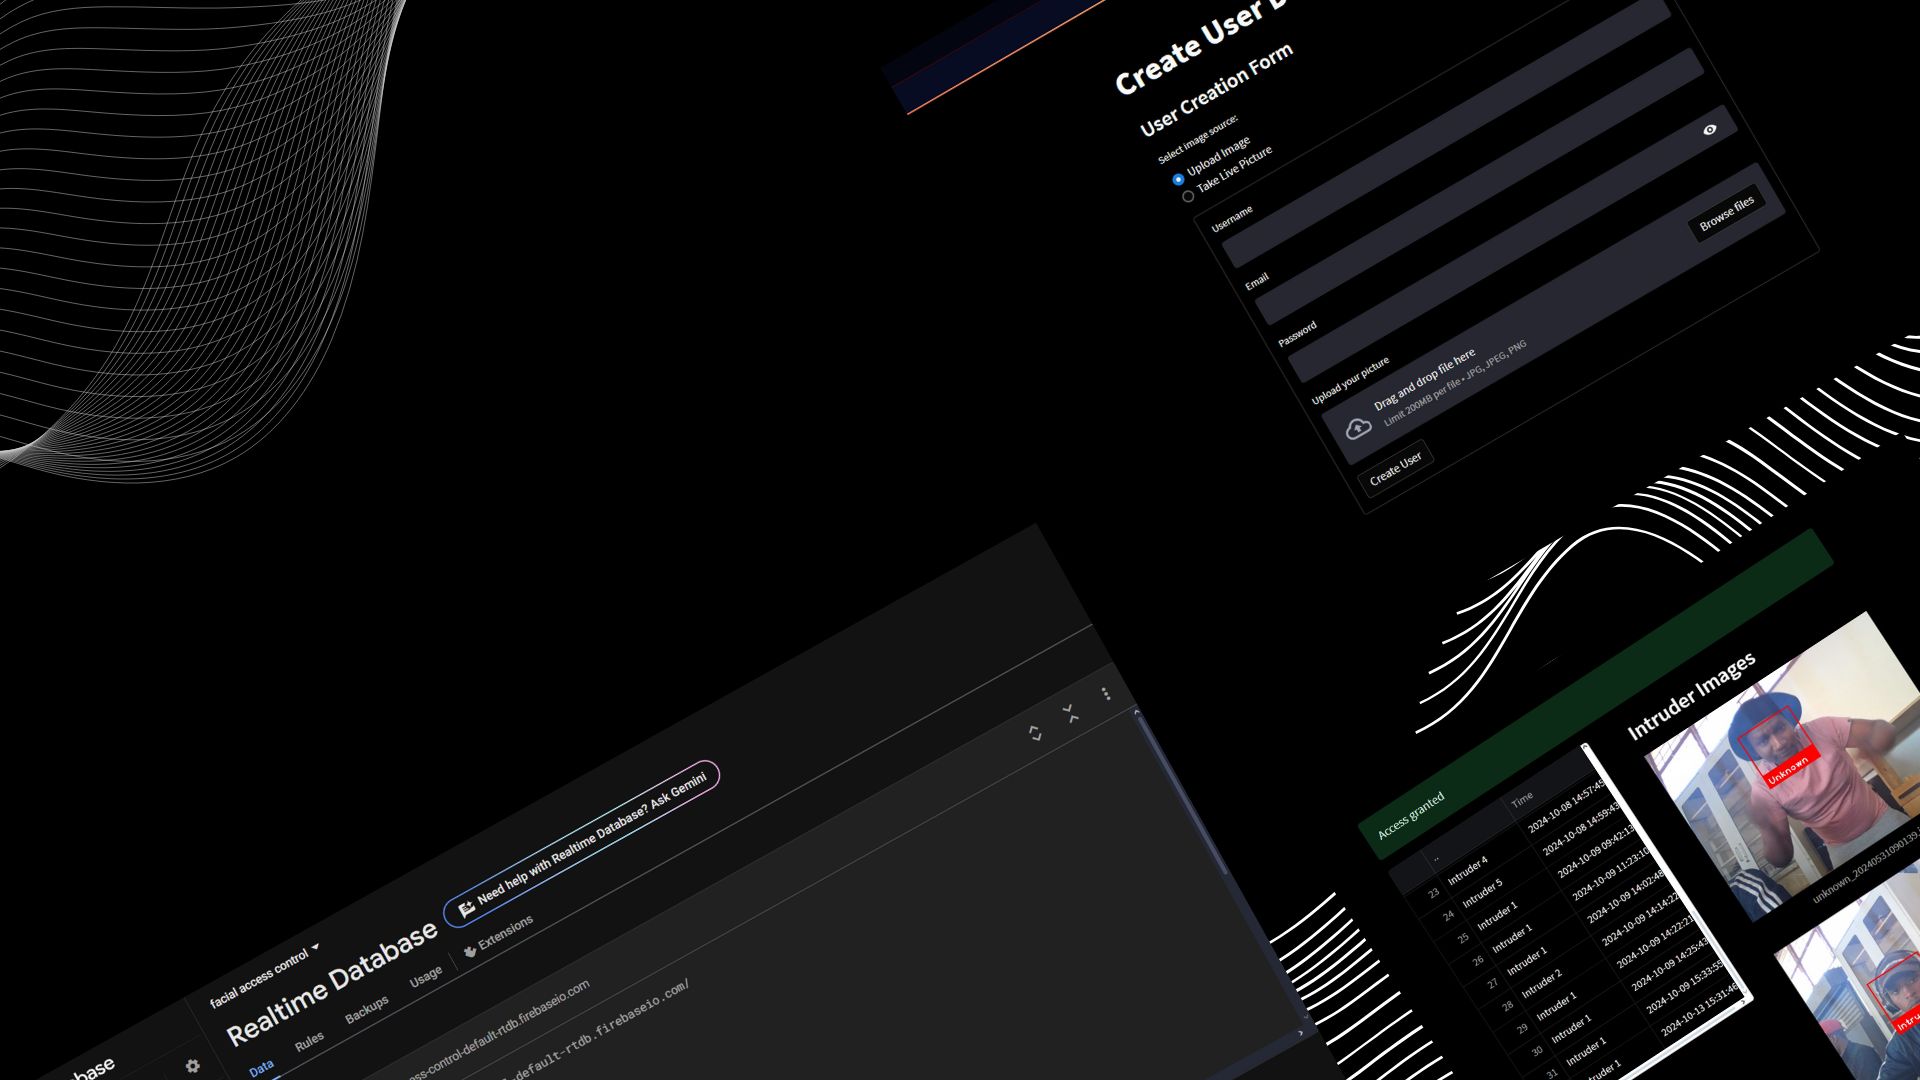 Create User
User Creation Form
Select image source:
Upload Image
Take Live Picture
Username
Email
Password
Upload your picture
Drag and drop file here
Limit 200MB per file • JPG, JPEG, PNG
Browse files
Create User
Access granted
Time
23 Intruder 4 2024-10-08 14:57:45
24 Intruder 5 2024-10-08 14:59:43
25 Intruder 1 2024-10-09 09:42:13
26 Intruder 1 2024-10-09 11:23:10
27 Intruder 1 2024-10-09 14:02:48
28 Intruder 2 2024-10-09 14:14:22
29 Intruder 1 2024-10-09 14:22:21
30 Intruder 1 2024-10-09 14:25:43
31 Intruder 1 2024-10-09 15:33:55
Intruder 1 2024-10-13 15:31:46
Intruder Images
Unknown
unknown_20240531090139.
Intru
facial access control
Realtime Database
Need help with Realtime Database? Ask Gemini
Data
Rules
Backups
Usage
Extensions
ess-control-default-rtdb.firebaseio.com
-default-rtdb.firebaseio.com/
base